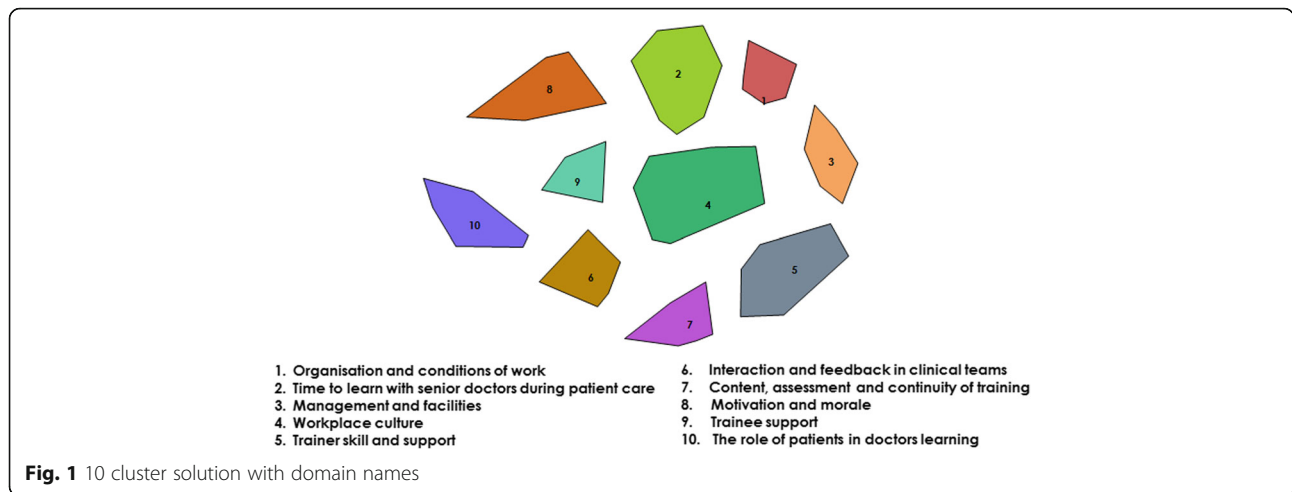 2
1
8
3
9
4
10
5
6
7
1. Organisation and conditions of work
2. Time to learn with senior doctors during patient care
3. Management and facilities
4. Workplace culture
5. Trainer skill and support
6. Interaction and feedback in clinical teams
7. Content, assessment and continuity of training
8. Motivation and morale
9. Trainee support
10. The role of patients in doctors learning
Fig. 1 10 cluster solution with domain names